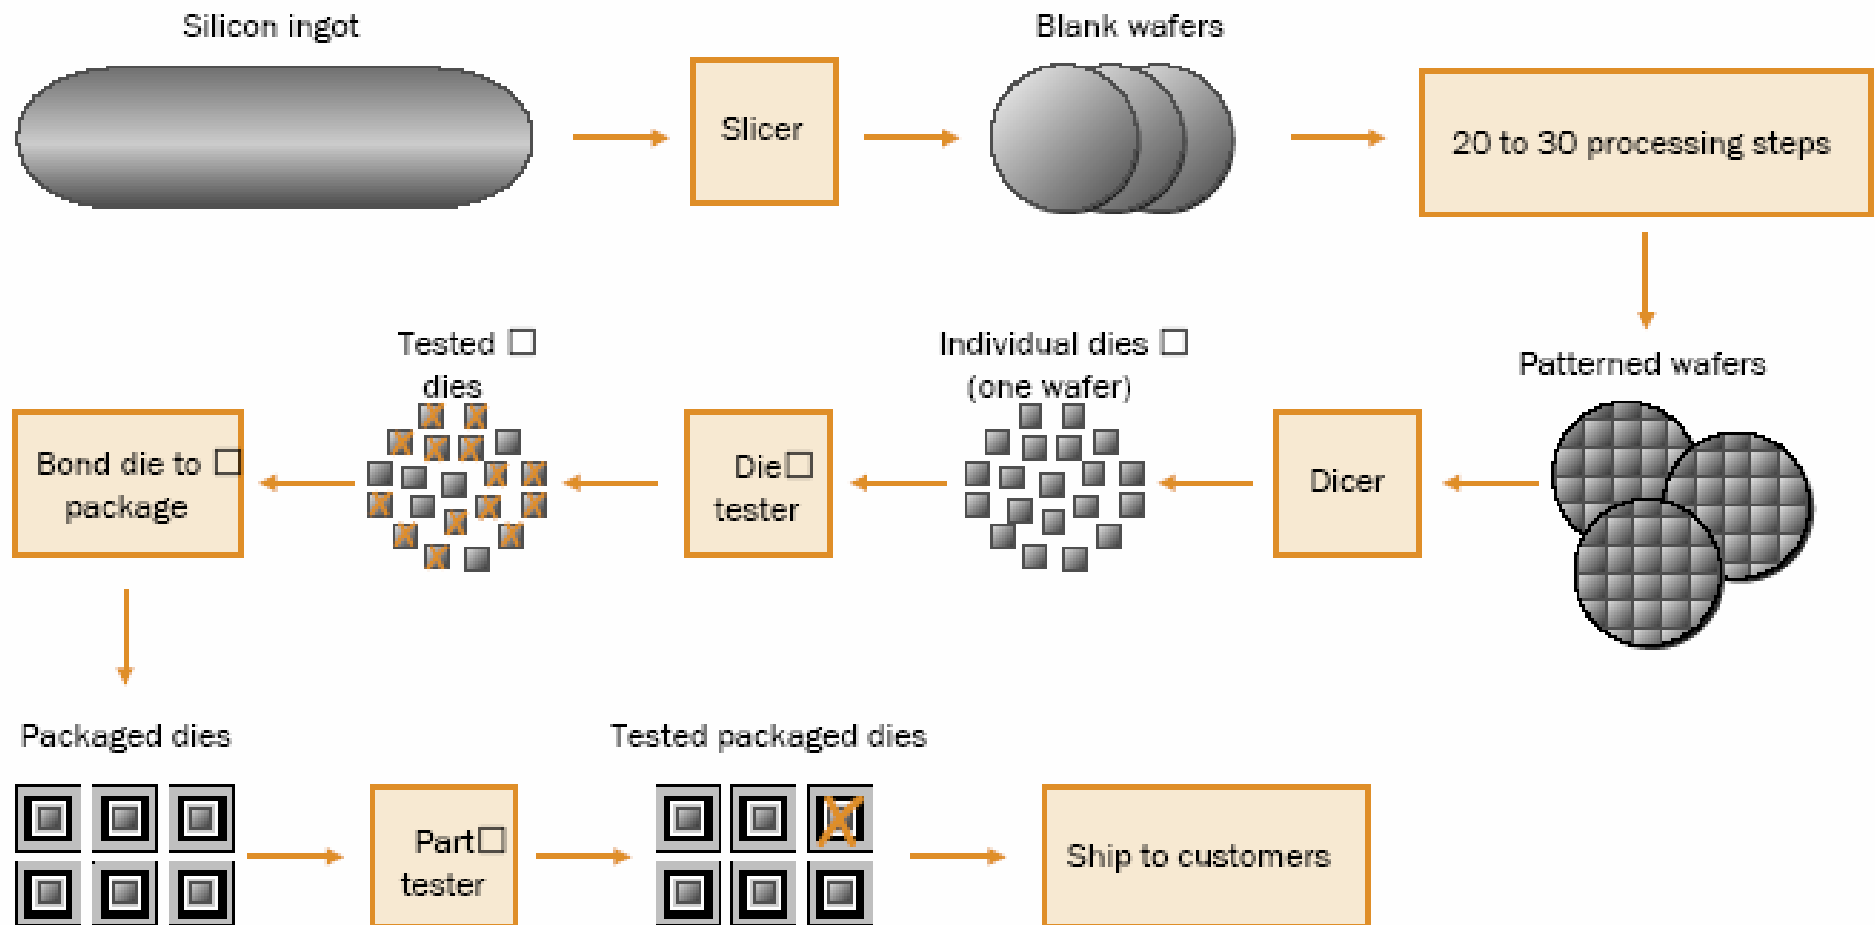 Silicon ingot
Blank wafers
Slicer
20 to 30 processing steps
Tested □
dies
Individual dies □
(one wafer)
Patterned wafers
Bond die to □
package
Die□
tester
Dicer
Packaged dies
Tested packaged dies
Part□
tester
Ship to customers